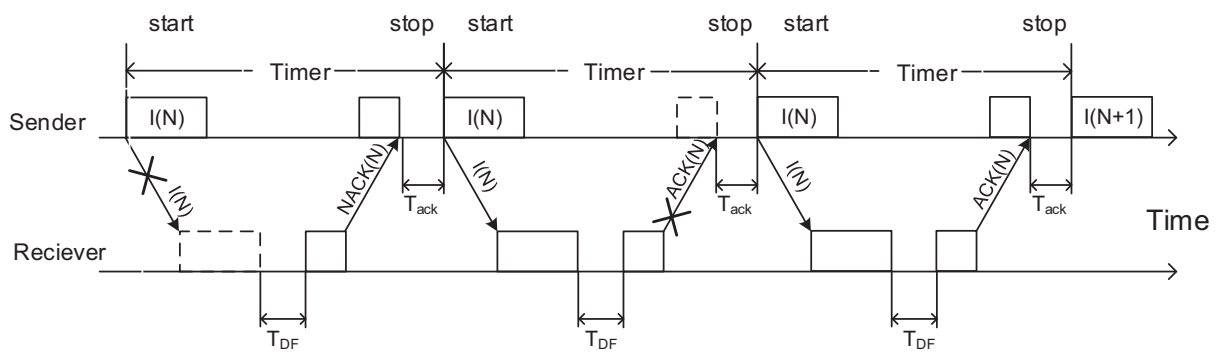 start stop start stop start stop
Timer Timer Timer
Sender I(N) I(N) I(N) I(N+1)
I(N) NACK(N) I(N) ACK(N) I(N) ACK(N)
Tack Tack Tack
Time
Reciever
TDF TDF TDF